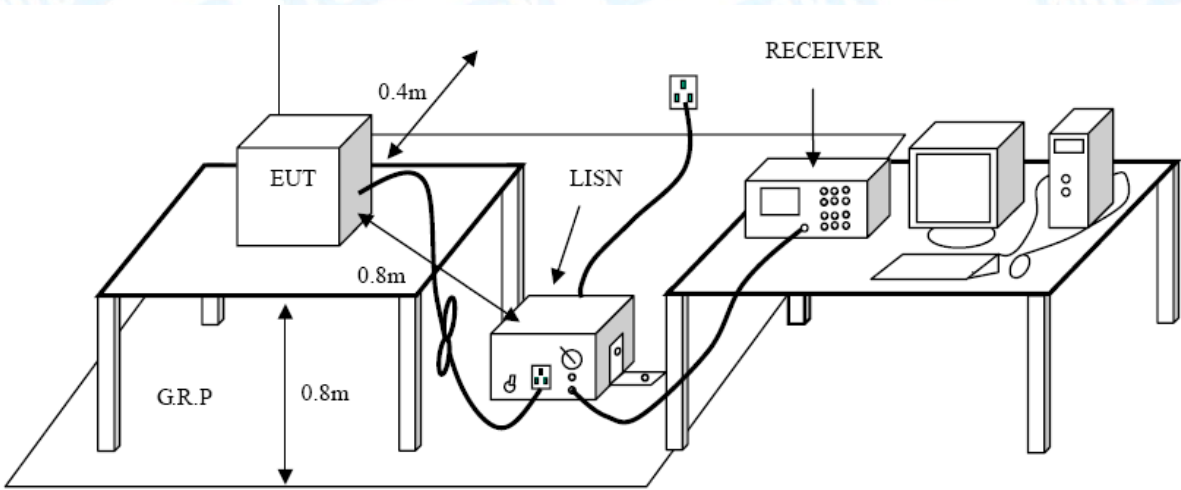 RECEIVER
0.4m
EUT
LISN
0.8m
G.R.P
0.8m